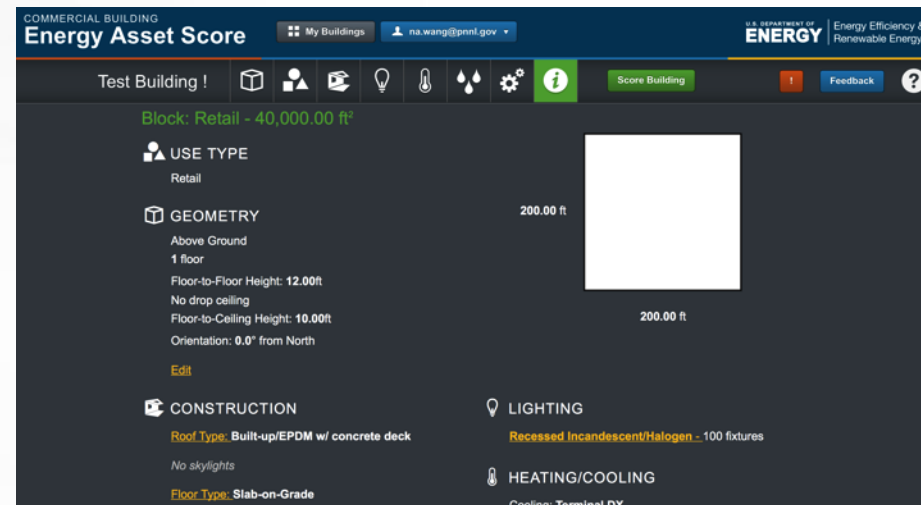 COMMERCIAL BUILDING
Energy Asset Score
My Buildings
na.wang@pnnl.gov
U.S. DEPARTMENT OF
ENERGY
Energy Efficiency &
Renewable Energy
Test Building !
Score Building
!
Feedback
?
Block: Retail - 40,000.00 ft²
USE TYPE
Retail
GEOMETRY
Above Ground
1 floor
Floor-to-Floor Height: 12.00ft
No drop ceiling
Floor-to-Ceiling Height: 10.00ft
Orientation: 0.0° from North
Edit
200.00 ft
200.00 ft
CONSTRUCTION
Roof Type: Built-up/EPDM w/ concrete deck
No skylights
Floor Type: Slab-on-Grade
LIGHTING
Recessed Incandescent/Halogen - 100 fixtures
HEATING/COOLING
Cooling: Terminal DX